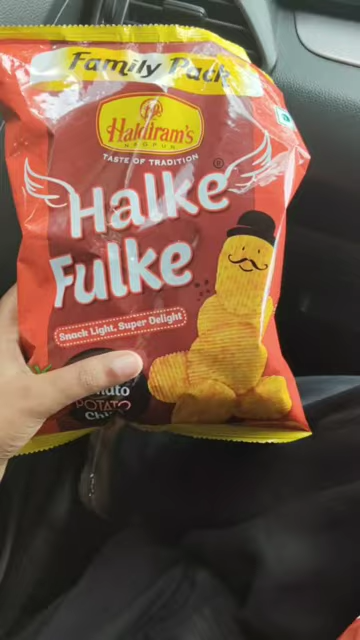 Family Pack
Haldiram's
NAGPUR
TASTE OF TRADITION
Halke
Fulke
Snack Light, Super Delight
POTATO